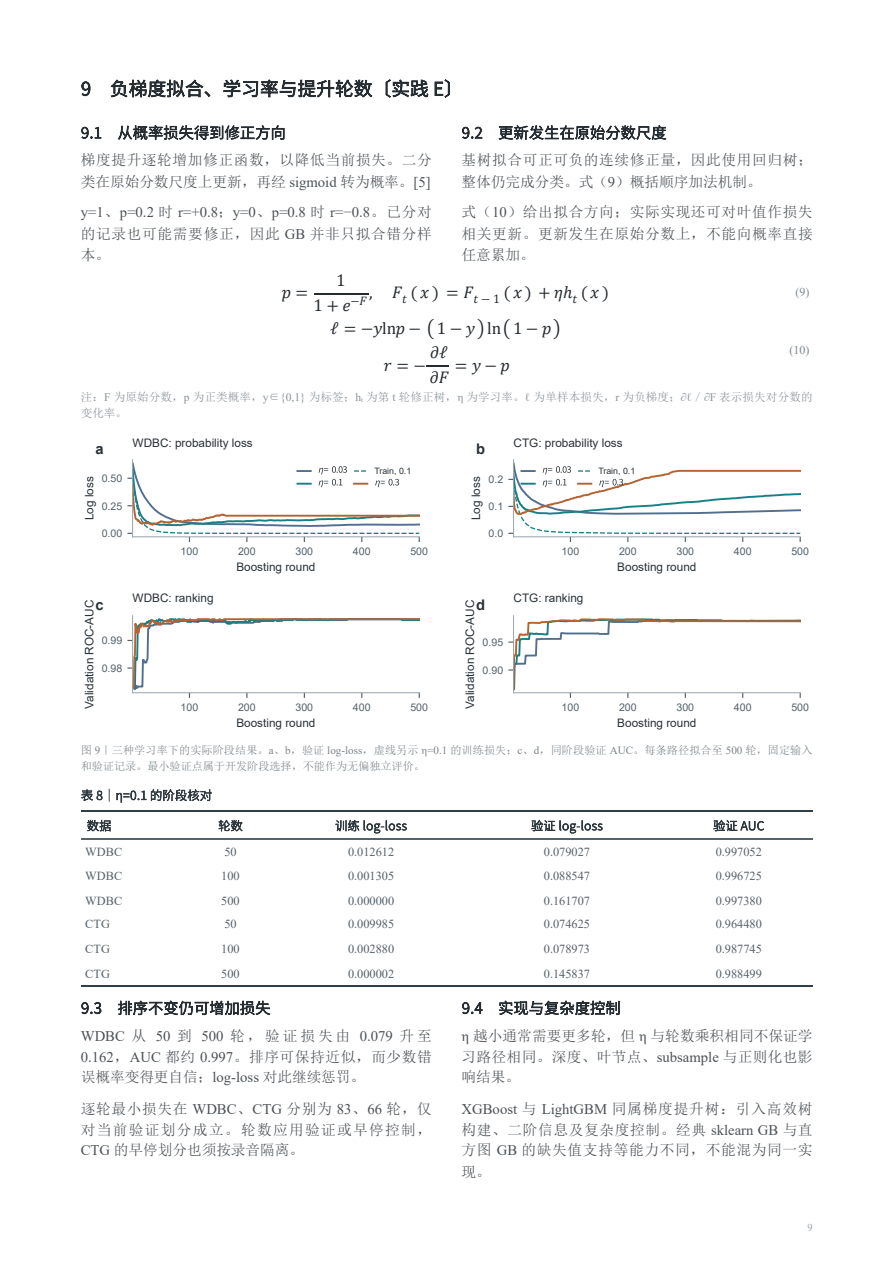 9 负梯度拟合、学习率与提升轮数〔实践 E〕
9.1 从概率损失得到修正方向
梯度提升逐轮增加修正函数，以降低当前损失。二分
类在原始分数尺度上更新，再经 sigmoid 转为概率。[5]
y=1、p=0.2 时 r=+0.8；y=0、p=0.8 时 r=−0.8。已分对
的记录也可能需要修正，因此 GB 并非只拟合错分样
本。
9.2 更新发生在原始分数尺度
基树拟合可正可负的连续修正量，因此使用回归树；
整体仍完成分类。式（9）概括顺序加法机制。
式（10）给出拟合方向；实际实现还可对叶值作损失
相关更新。更新发生在原始分数上，不能向概率直接
任意累加。
p = 1 / (1 + e^{−F}), F_t ( x ) = F_{t − 1} ( x ) + ηh_t ( x ) (9)
ℓ = −ylnp − ( 1 − y ) ln ( 1 − p )
r = − ∂ℓ / ∂F = y − p (10)
注：F 为原始分数，p 为正类概率，y∈{0,1} 为标签；hₜ 为第 t 轮修正树，η 为学习率。ℓ 为单样本损失，r 为负梯度；∂ℓ / ∂F 表示损失对分数的
变化率。
a WDBC: probability loss
η= 0.03 Train, 0.1
η= 0.1 η= 0.3
Log loss
0.50
0.25
0.00
100 200 300 400 500
Boosting round
b CTG: probability loss
η= 0.03 Train, 0.1
η= 0.1 η= 0.3
Log loss
0.2
0.1
0.0
100 200 300 400 500
Boosting round
c WDBC: ranking
Validation ROC-AUC
0.99
0.98
100 200 300 400 500
Boosting round
d CTG: ranking
Validation ROC-AUC
0.95
0.90
100 200 300 400 500
Boosting round
图 9｜三种学习率下的实际阶段结果。a、b，验证 log-loss，虚线另示 η=0.1 的训练损失；c、d，同阶段验证 AUC。每条路径拟合至 500 轮，固定输入
和验证记录。最小验证点属于开发阶段选择，不能作为无偏独立评价。
表 8｜η=0.1 的阶段核对
数据 轮数 训练 log-loss 验证 log-loss 验证 AUC
WDBC 50 0.012612 0.079027 0.997052
WDBC 100 0.001305 0.088547 0.996725
WDBC 500 0.000000 0.161707 0.997380
CTG 50 0.009985 0.074625 0.964480
CTG 100 0.002880 0.078973 0.987745
CTG 500 0.000002 0.145837 0.988499
9.3 排序不变仍可增加损失
WDBC 从 50 到 500 轮，验证损失由 0.079 升至
0.162，AUC 都约 0.997。排序可保持近似，而少数错
误概率变得更自信；log-loss 对此继续惩罚。
逐轮最小损失在 WDBC、CTG 分别为 83、66 轮，仅
对当前验证划分成立。轮数应用验证或早停控制，
CTG 的早停划分也须按录音隔离。
9.4 实现与复杂度控制
η 越小通常需要更多轮，但 η 与轮数乘积相同不保证学
习路径相同。深度、叶节点、subsample 与正则化也影
响结果。
XGBoost 与 LightGBM 同属梯度提升树：引入高效树
构建、二阶信息及复杂度控制。经典 sklearn GB 与直
方图 GB 的缺失值支持等能力不同，不能混为同一实
现。
9